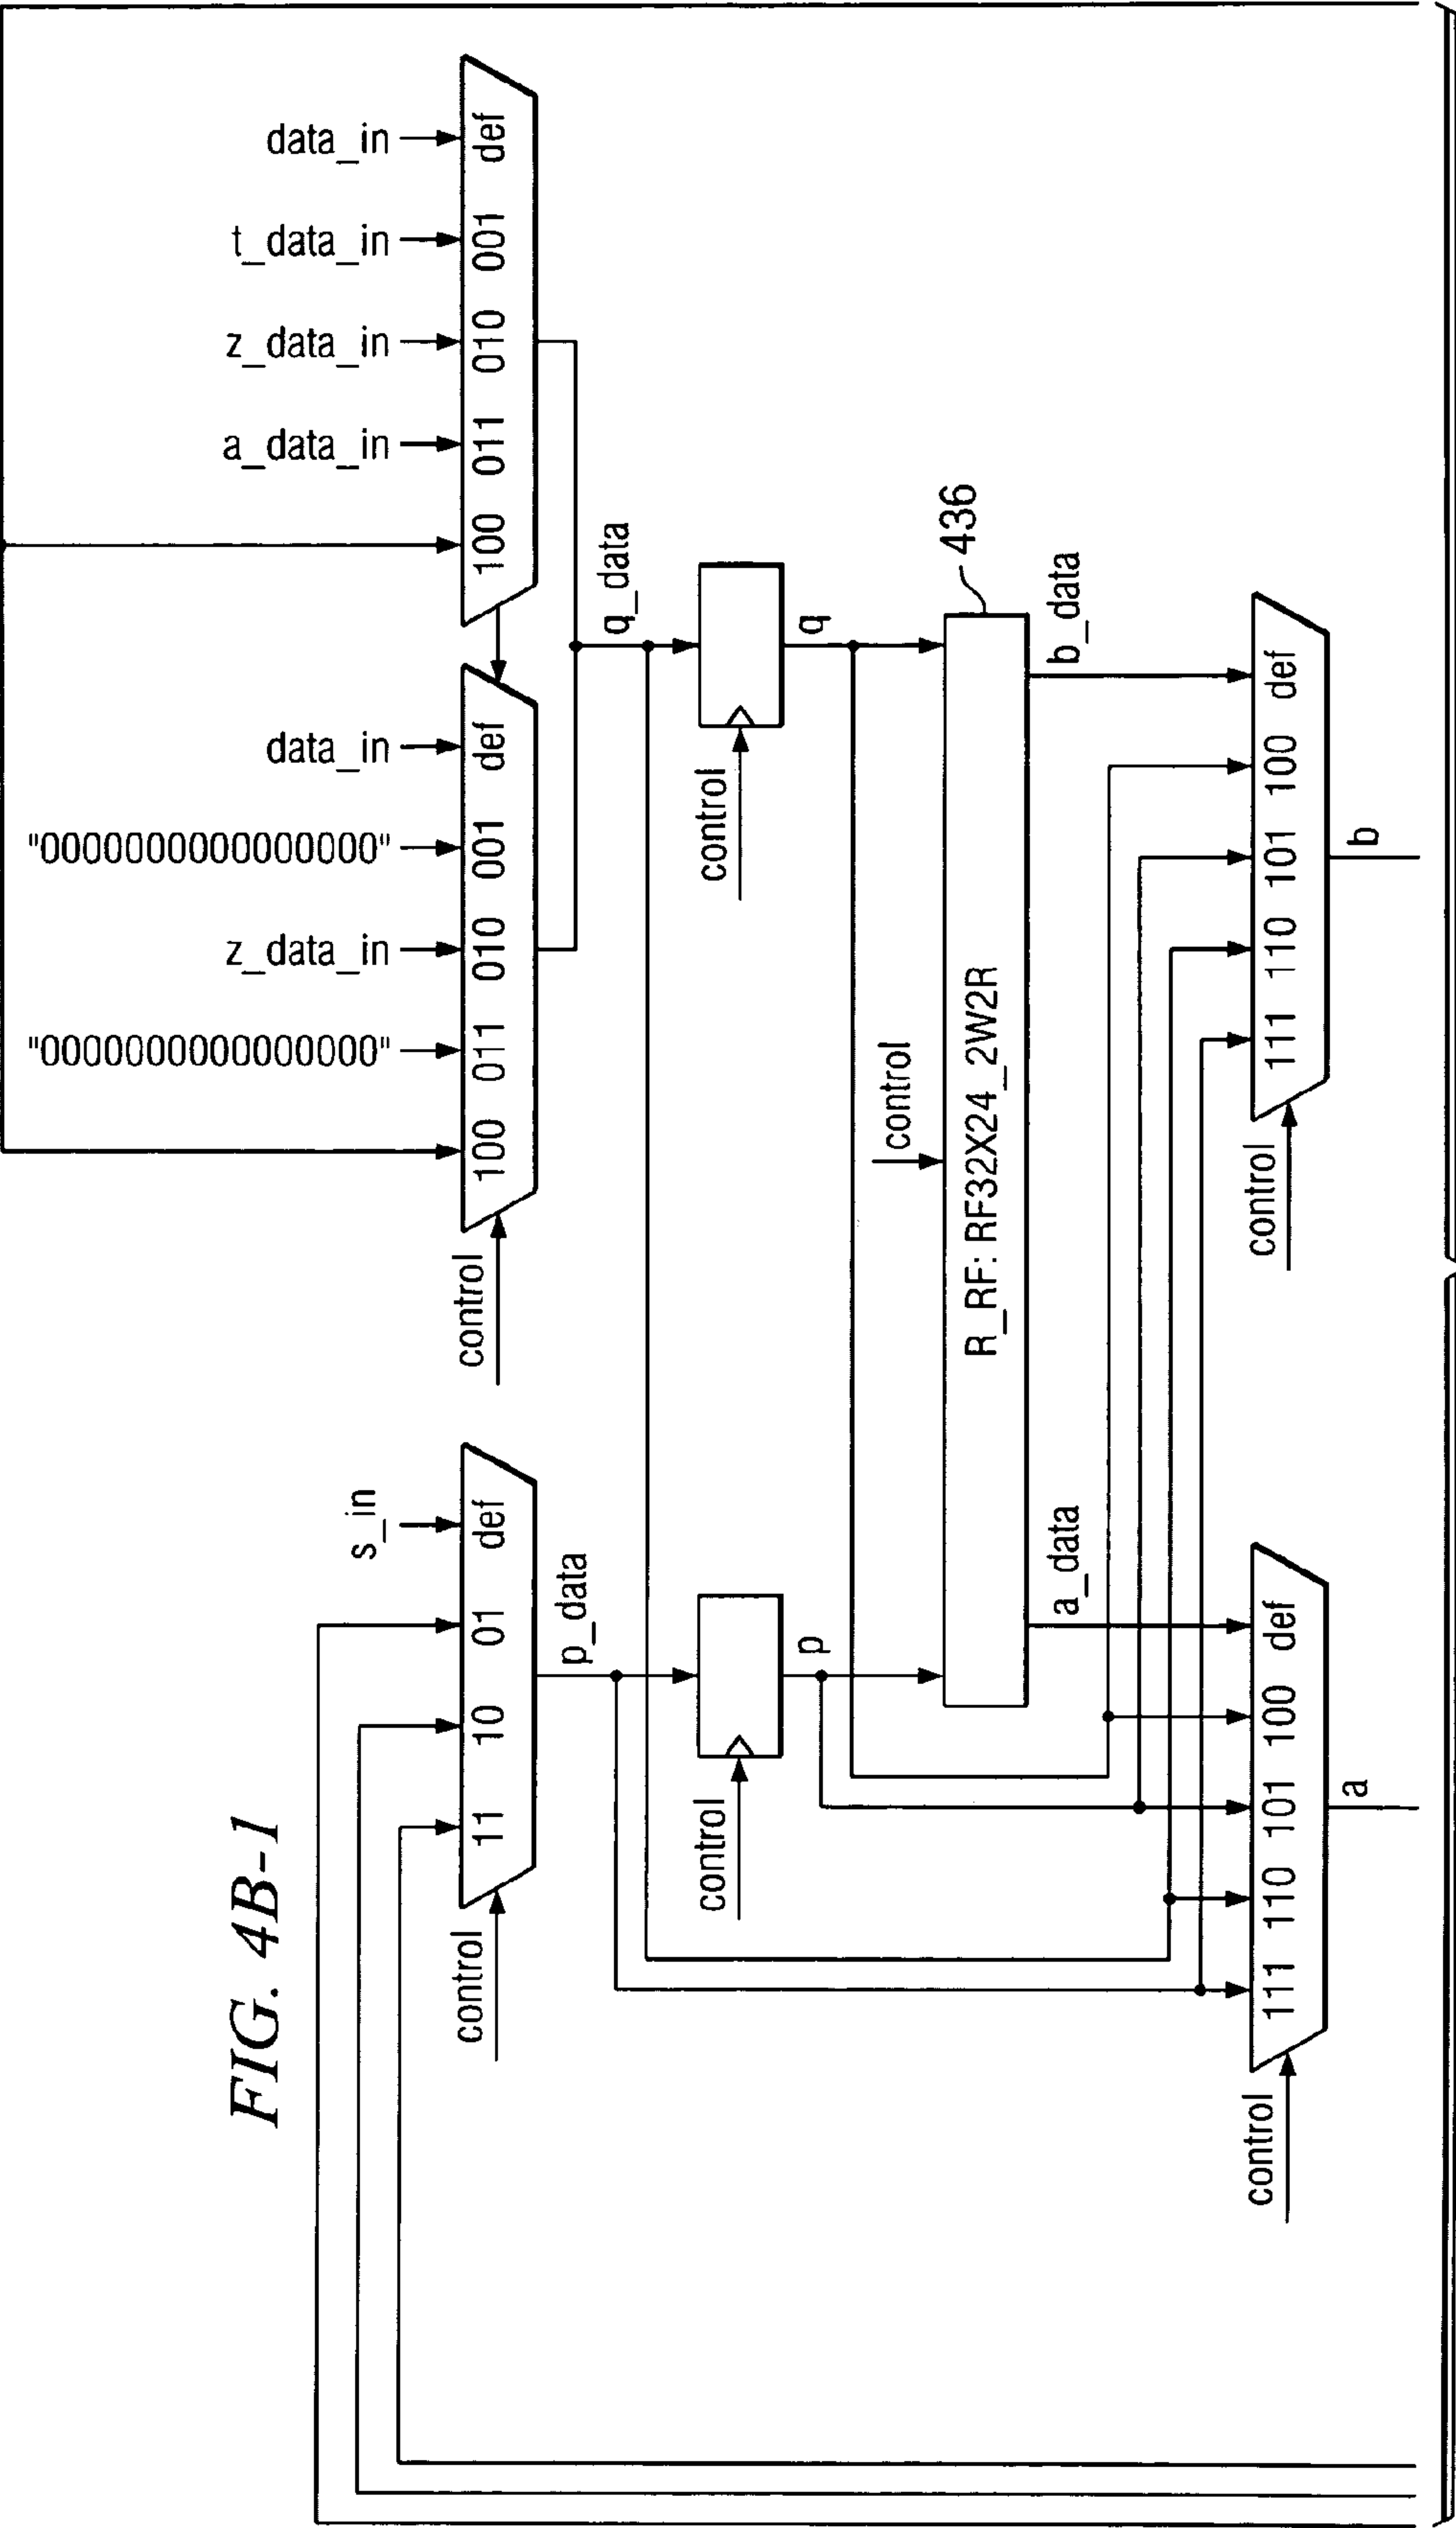 FIG. 4B-1
s_in
"0000000000000000"
z_data_in
"0000000000000000"
data_in
a_data_in
z_data_in
t_data_in
data_in
control
11 10 01 def
control
100 011 010 001 def
100 011 010 001 def
p_data
q_data
control
control
p
q
control
436
R_RF: RF32X24_2W2R
a_data
b_data
control
111 110 101 100 def
control
111 110 101 100 def
a
b